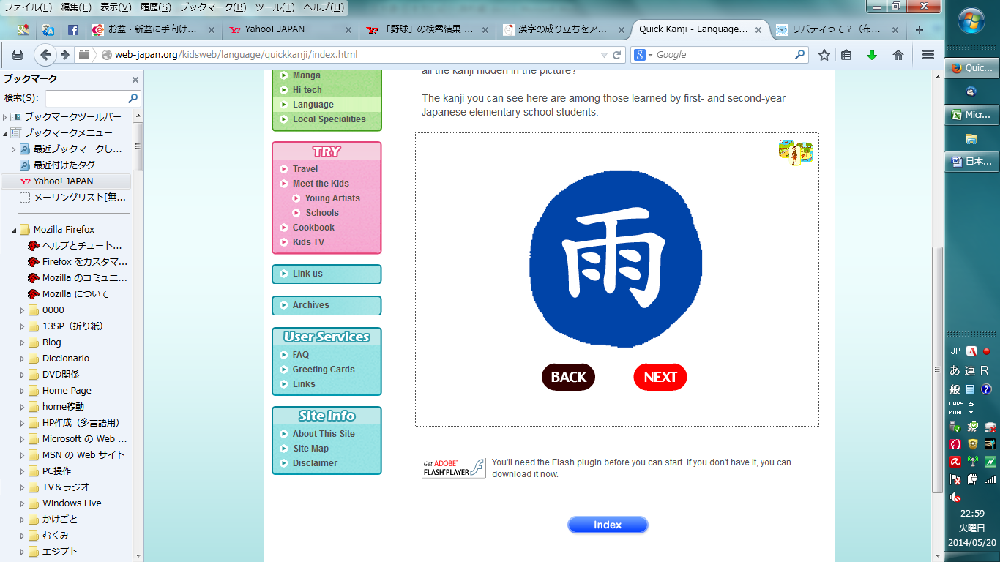 ファイル(F) 編集(E) 表示(V) 履歴(S) ブックマーク(B) ツール(T) ヘルプ(H)
お盆・新盆に手向け... Yahoo! JAPAN 「野球」の検索結果 ... 漢字の成り立ちをア... Quick Kanji - Language... リバティって？（布...
web-japan.org/kidsweb/language/quickkanji/index.html
Google
ブックマーク
検索(S):
ブックマークツールバー
ブックマークメニュー
最近ブックマークし...
最近付けたタグ
Yahoo! JAPAN
メーリングリスト[無...
Mozilla Firefox
ヘルプとチュート...
Firefox をカスタマ...
Mozilla のコミュニ...
Mozilla について
0000
13SP（折り紙）
Blog
Diccionario
DVD関係
Home Page
home移動
HP作成（多言語用）
Microsoft の Web ...
MSN の Web サイト
PC操作
TV＆ラジオ
Windows Live
かけごと
むくみ
エジプト
Manga
Hi-tech
Language
Local Specialities
TRY
Travel
Meet the Kids
Young Artists
Schools
Cookbook
Kids TV
Link us
Archives
User Services
FAQ
Greeting Cards
Links
Site Info
About This Site
Site Map
Disclaimer
all the kanji hidden in the picture?
The kanji you can see here are among those learned by first- and second-year
Japanese elementary school students.
雨
BACK NEXT
Get ADOBE FLASH PLAYER
You'll need the Flash plugin before you can start. If you don't have it, you can
download it now.
Index
Quic...
Micr...
日本...
JP
あ 連 R
般
CAPS
KANA
22:59
火曜日
2014/05/20